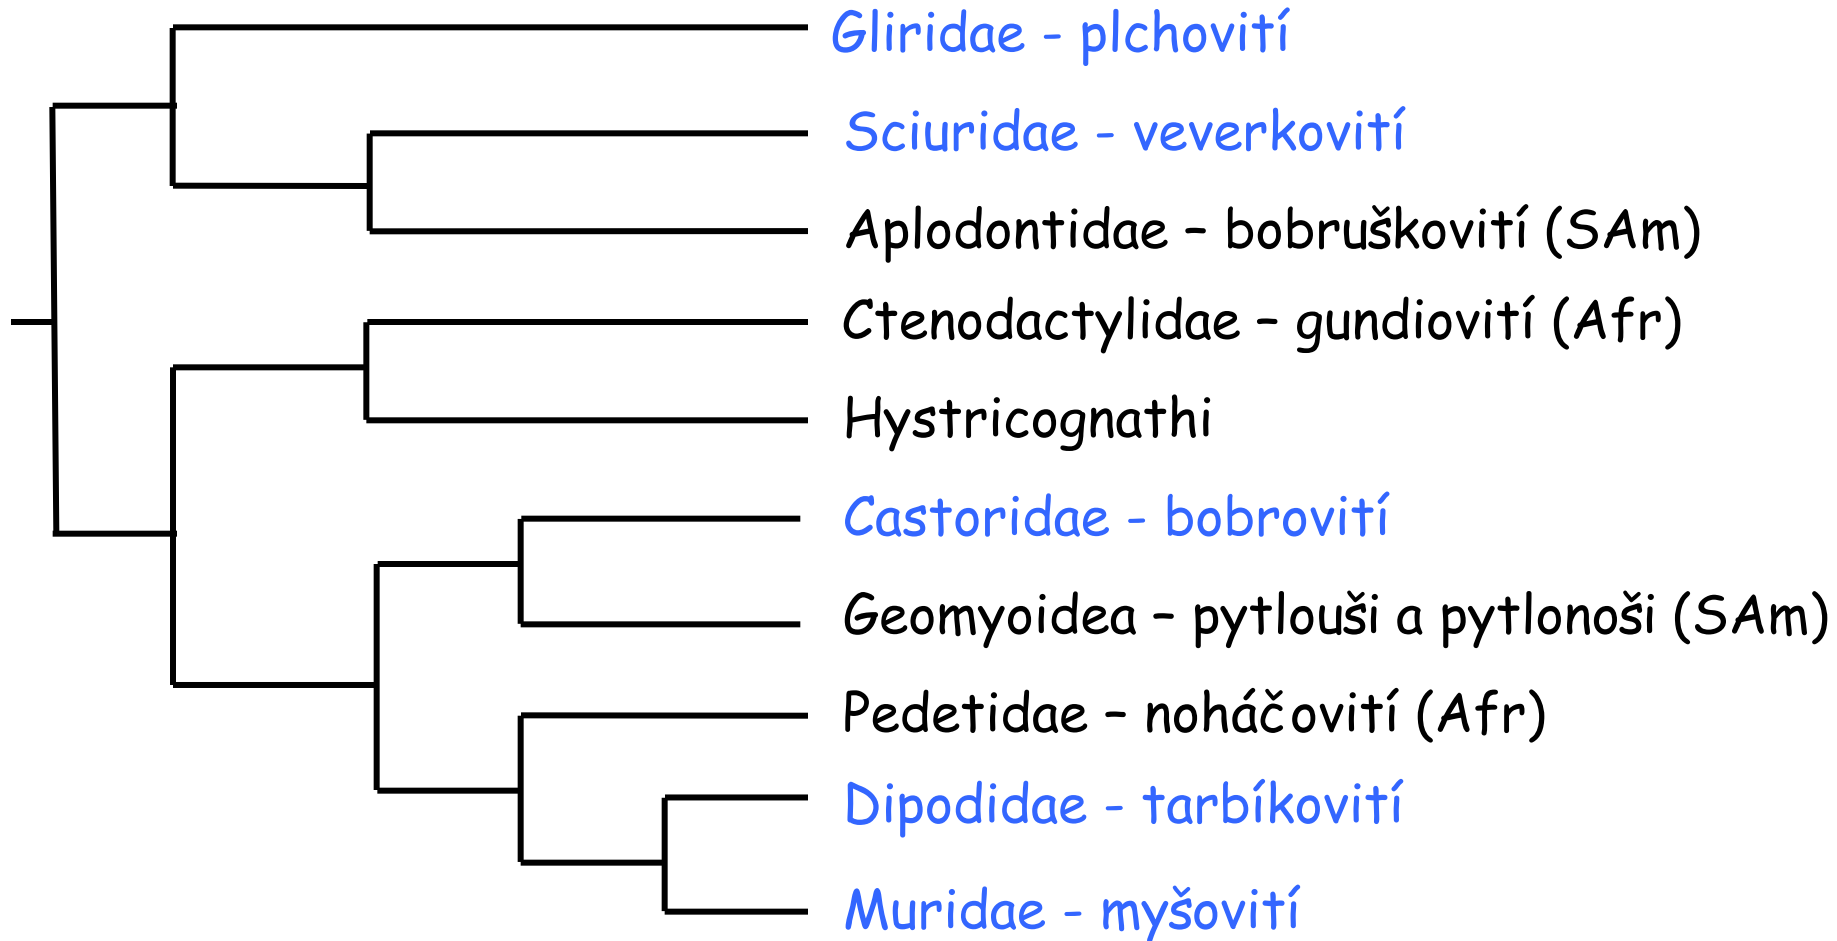 Gliridae - plchovití
Sciuridae - veverkovití
Aplodontidae – bobruškovití (SAm)
Ctenodactylidae – gundiovití (Afr)
Hystricognathi
Castoridae - bobrovití
Geomyoidea – pytlouši a pytlonoši (SAm)
Pedetidae – noháčovití (Afr)
Dipodidae - tarbíkovití
Muridae - myšovití